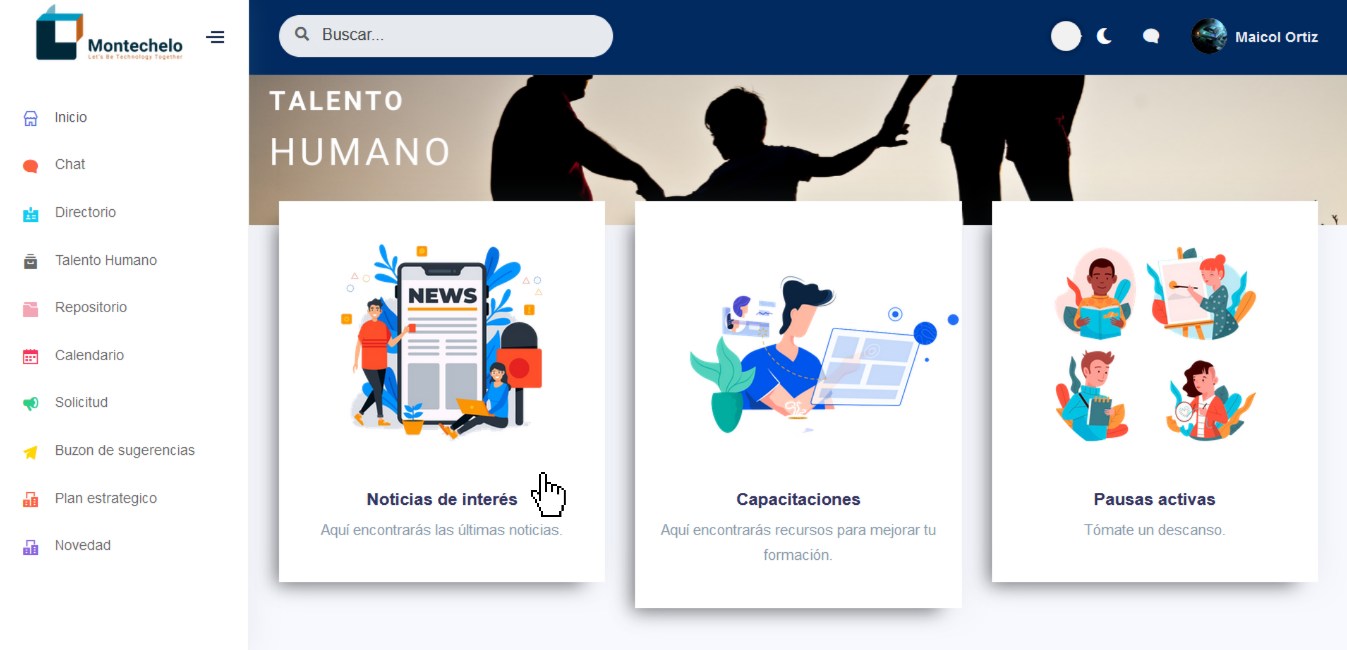 Montechelo
Let's Be Technology Together
Buscar...
Maicol Ortiz
Inicio
Chat
Directorio
Talento Humano
Repositorio
Calendario
Solicitud
Buzon de sugerencias
Plan estrategico
Novedad
TALENTO
HUMANO
NEWS
Noticias de interés
Aquí encontrarás las últimas noticias.
Capacitaciones
Aquí encontrarás recursos para mejorar tu
formación.
Pausas activas
Tómate un descanso.